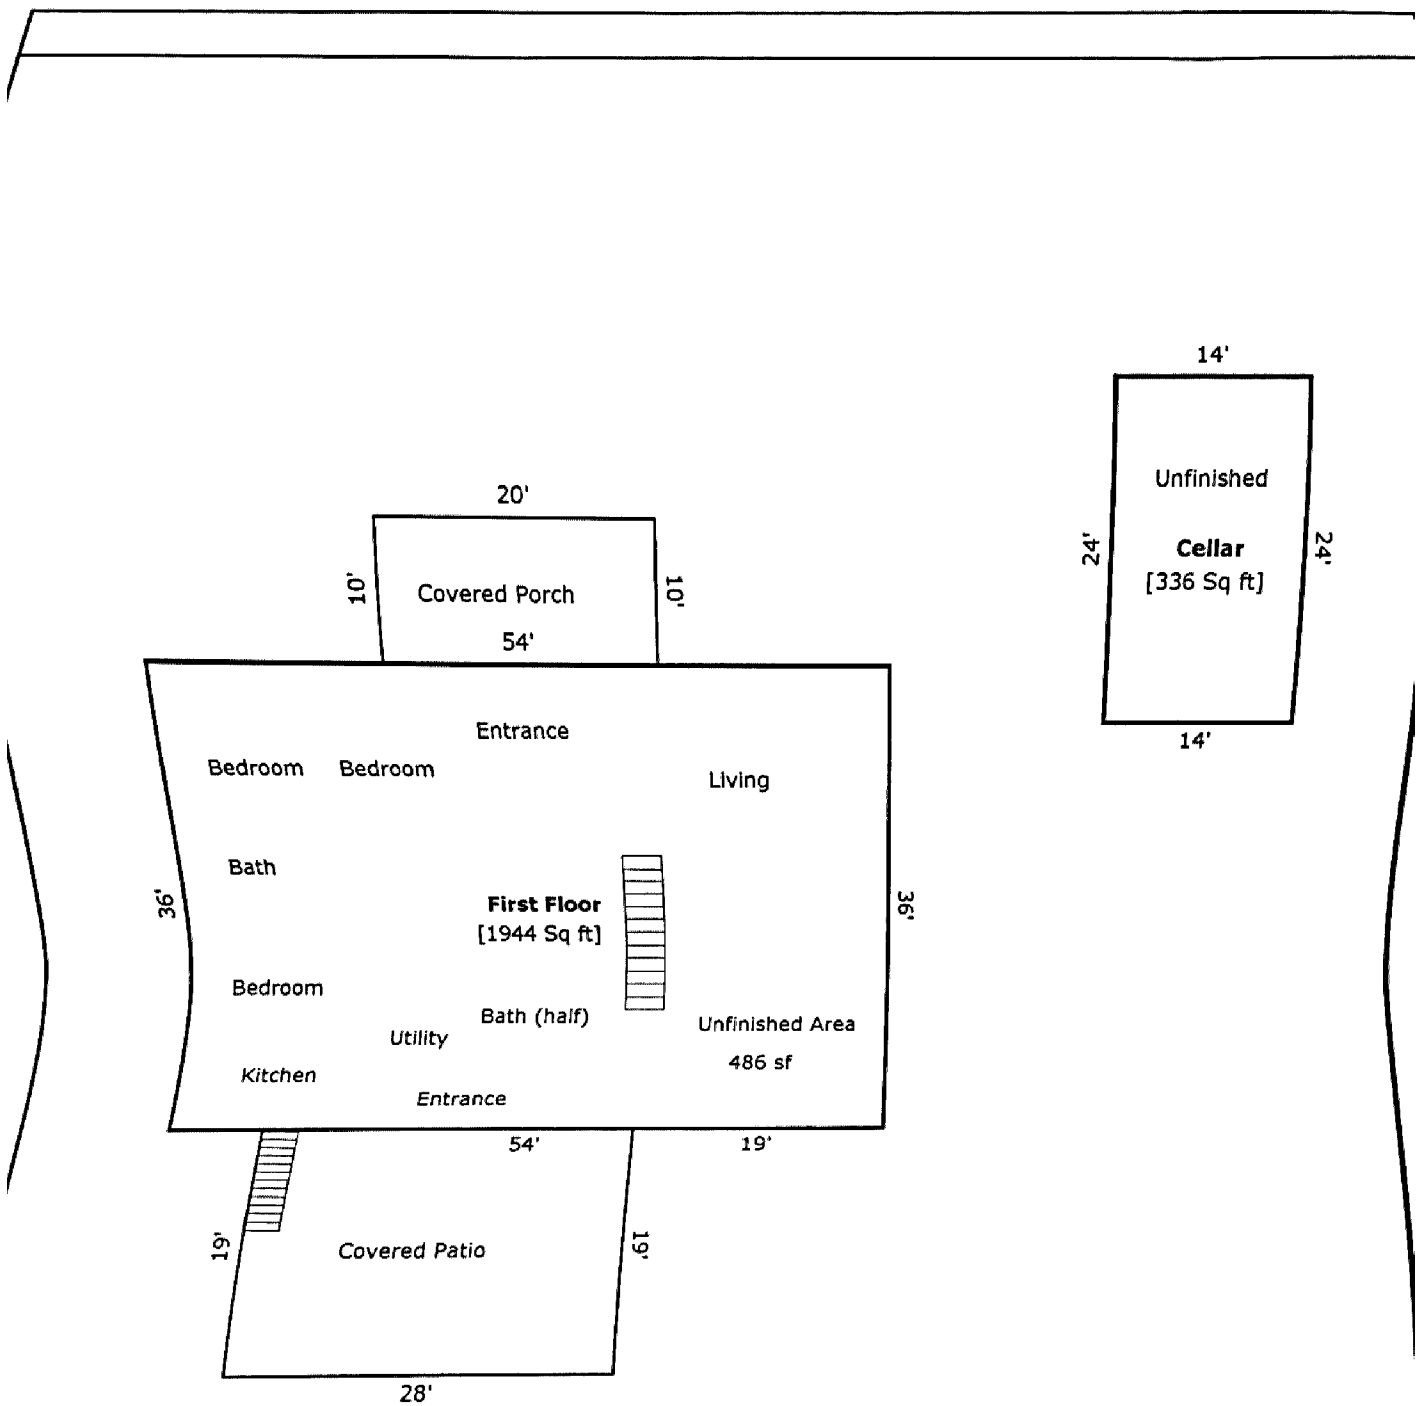 14'
Unfinished
24'
Cellar
24'
[336 Sq ft]
14'
20'
10'
Covered Porch
10'
54'
Entrance
Bedroom
Bedroom
Living
Bath
36'
First Floor
[1944 Sq ft]
36'
Bedroom
Bath (half)
Utility
Unfinished Area
486 sf
Kitchen
Entrance
54'
19'
19'
Covered Patio
19'
28'